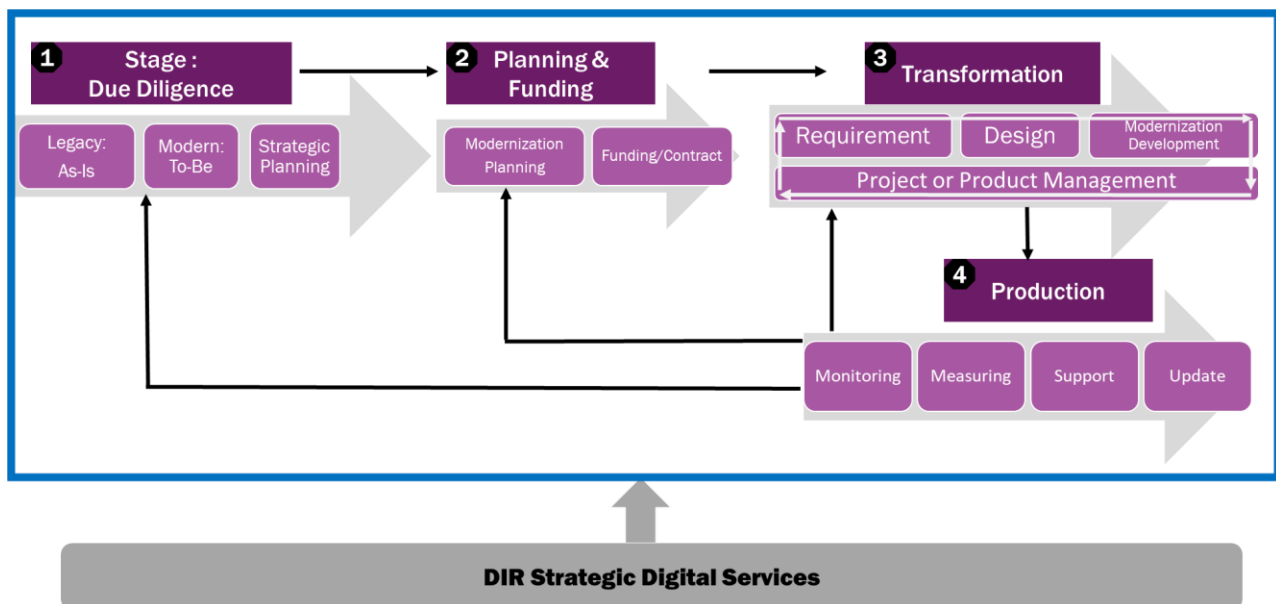 1
Stage :
Due Diligence
Legacy:
As-Is
Modern:
To-Be
Strategic
Planning
2
Planning &
Funding
Modernization
Planning
Funding/Contract
3
Transformation
Requirement
Design
Modernization
Development
Project or Product Management
4
Production
Monitoring
Measuring
Support
Update
DIR Strategic Digital Services